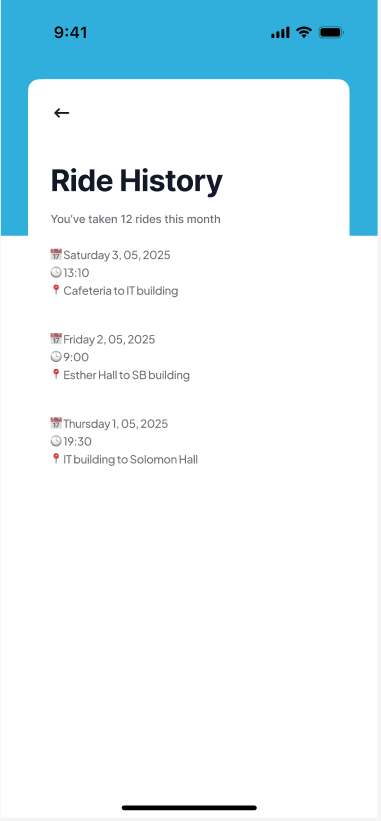 9:41
Ride History
You've taken 12 rides this month
Saturday 3, 05, 2025
13:10
Cafeteria to IT building
Friday 2, 05, 2025
9:00
Esther Hall to SB building
Thursday 1, 05, 2025
19:30
IT building to Solomon Hall